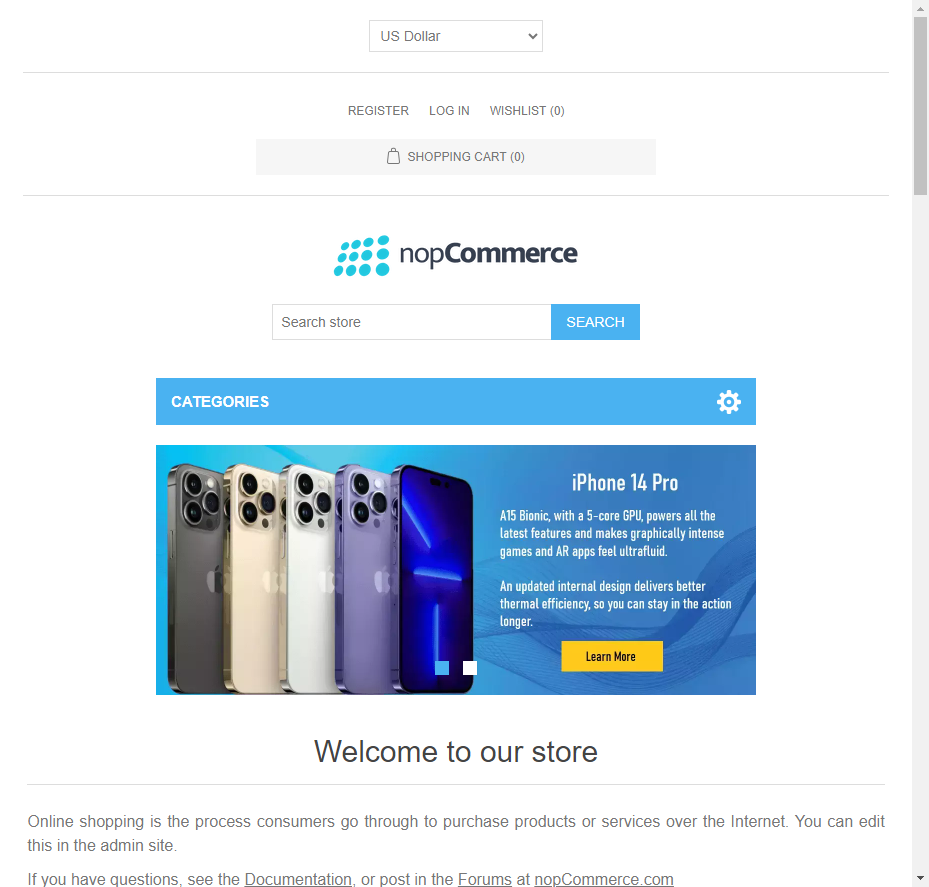 US Dollar
REGISTER LOG IN WISHLIST (0)
SHOPPING CART (0)
nopCommerce
Search store SEARCH
CATEGORIES
iPhone 14 Pro
A15 Bionic, with a 5-core GPU, powers all the
latest features and makes graphically intense
games and AR apps feel ultrafluid.
An updated internal design delivers better
thermal efficiency, so you can stay in the action
longer.
Learn More
Welcome to our store
Online shopping is the process consumers go through to purchase products or services over the Internet. You can edit
this in the admin site.
If you have questions, see the Documentation, or post in the Forums at nopCommerce.com